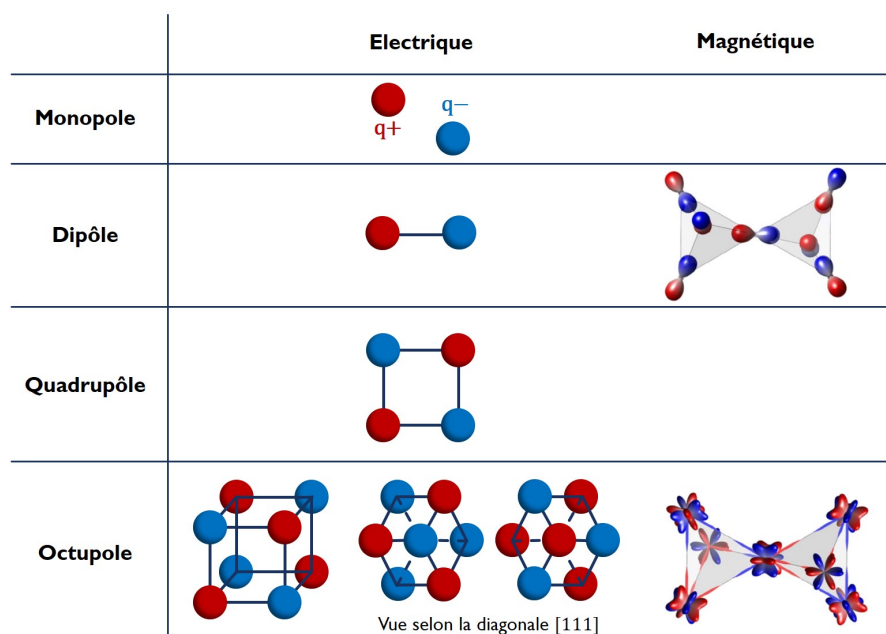 Electrique Magnétique
Monopole
q+
q−
Dipôle
Quadrupôle
Octupole
Vue selon la diagonale [111]